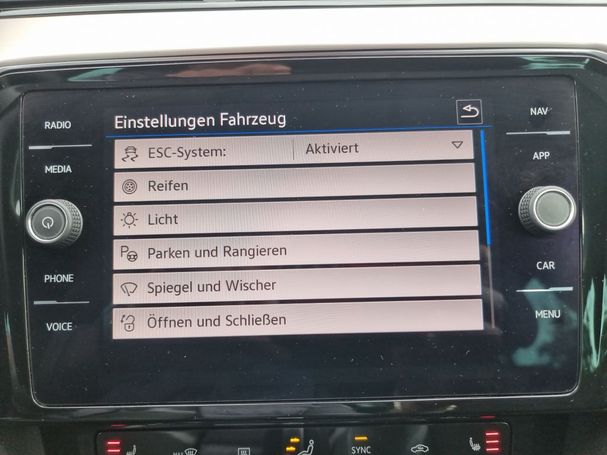 RADIO
MEDIA
PHONE
VOICE
Einstellungen Fahrzeug
ESC-System: Aktiviert
Reifen
Licht
P Parken und Rangieren
Spiegel und Wischer
Öffnen und Schließen
NAV
APP
CAR
MENU
SYNC